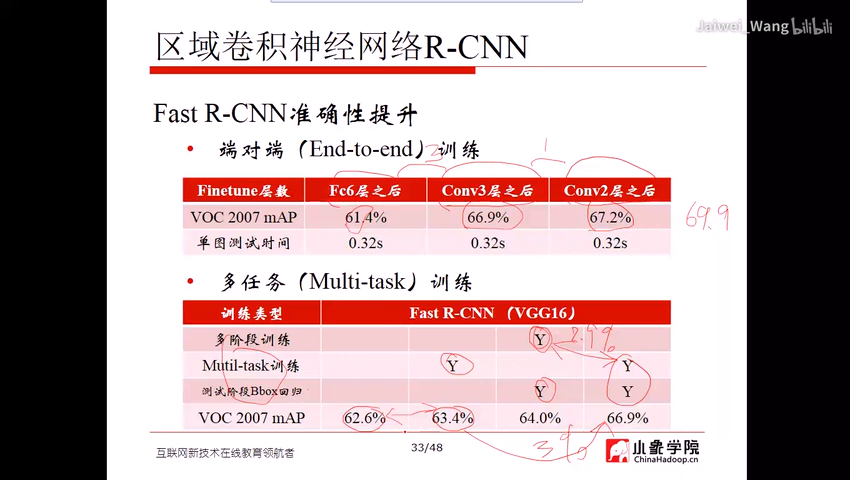 Jaiwei_Wang bilibili
区域卷积神经网络R-CNN
Fast R-CNN准确性提升
• 端对端（End-to-end）训练
3 1
Finetune层数 Fc6层之后 Conv3层之后 Conv2层之后
VOC 2007 mAP 61.4% 66.9% 67.2% 69.9
单图测试时间 0.32s 0.32s 0.32s
• 多任务（Multi-task）训练
训练类型 Fast R-CNN （VGG16）
多阶段训练 Y
Mutil-task训练 Y Y
测试阶段Bbox回归 Y Y
VOC 2007 mAP 62.6% 63.4% 64.0% 66.9%
3%
互联网新技术在线教育领航者 33/48 小象学院
ChinaHadoop.cn